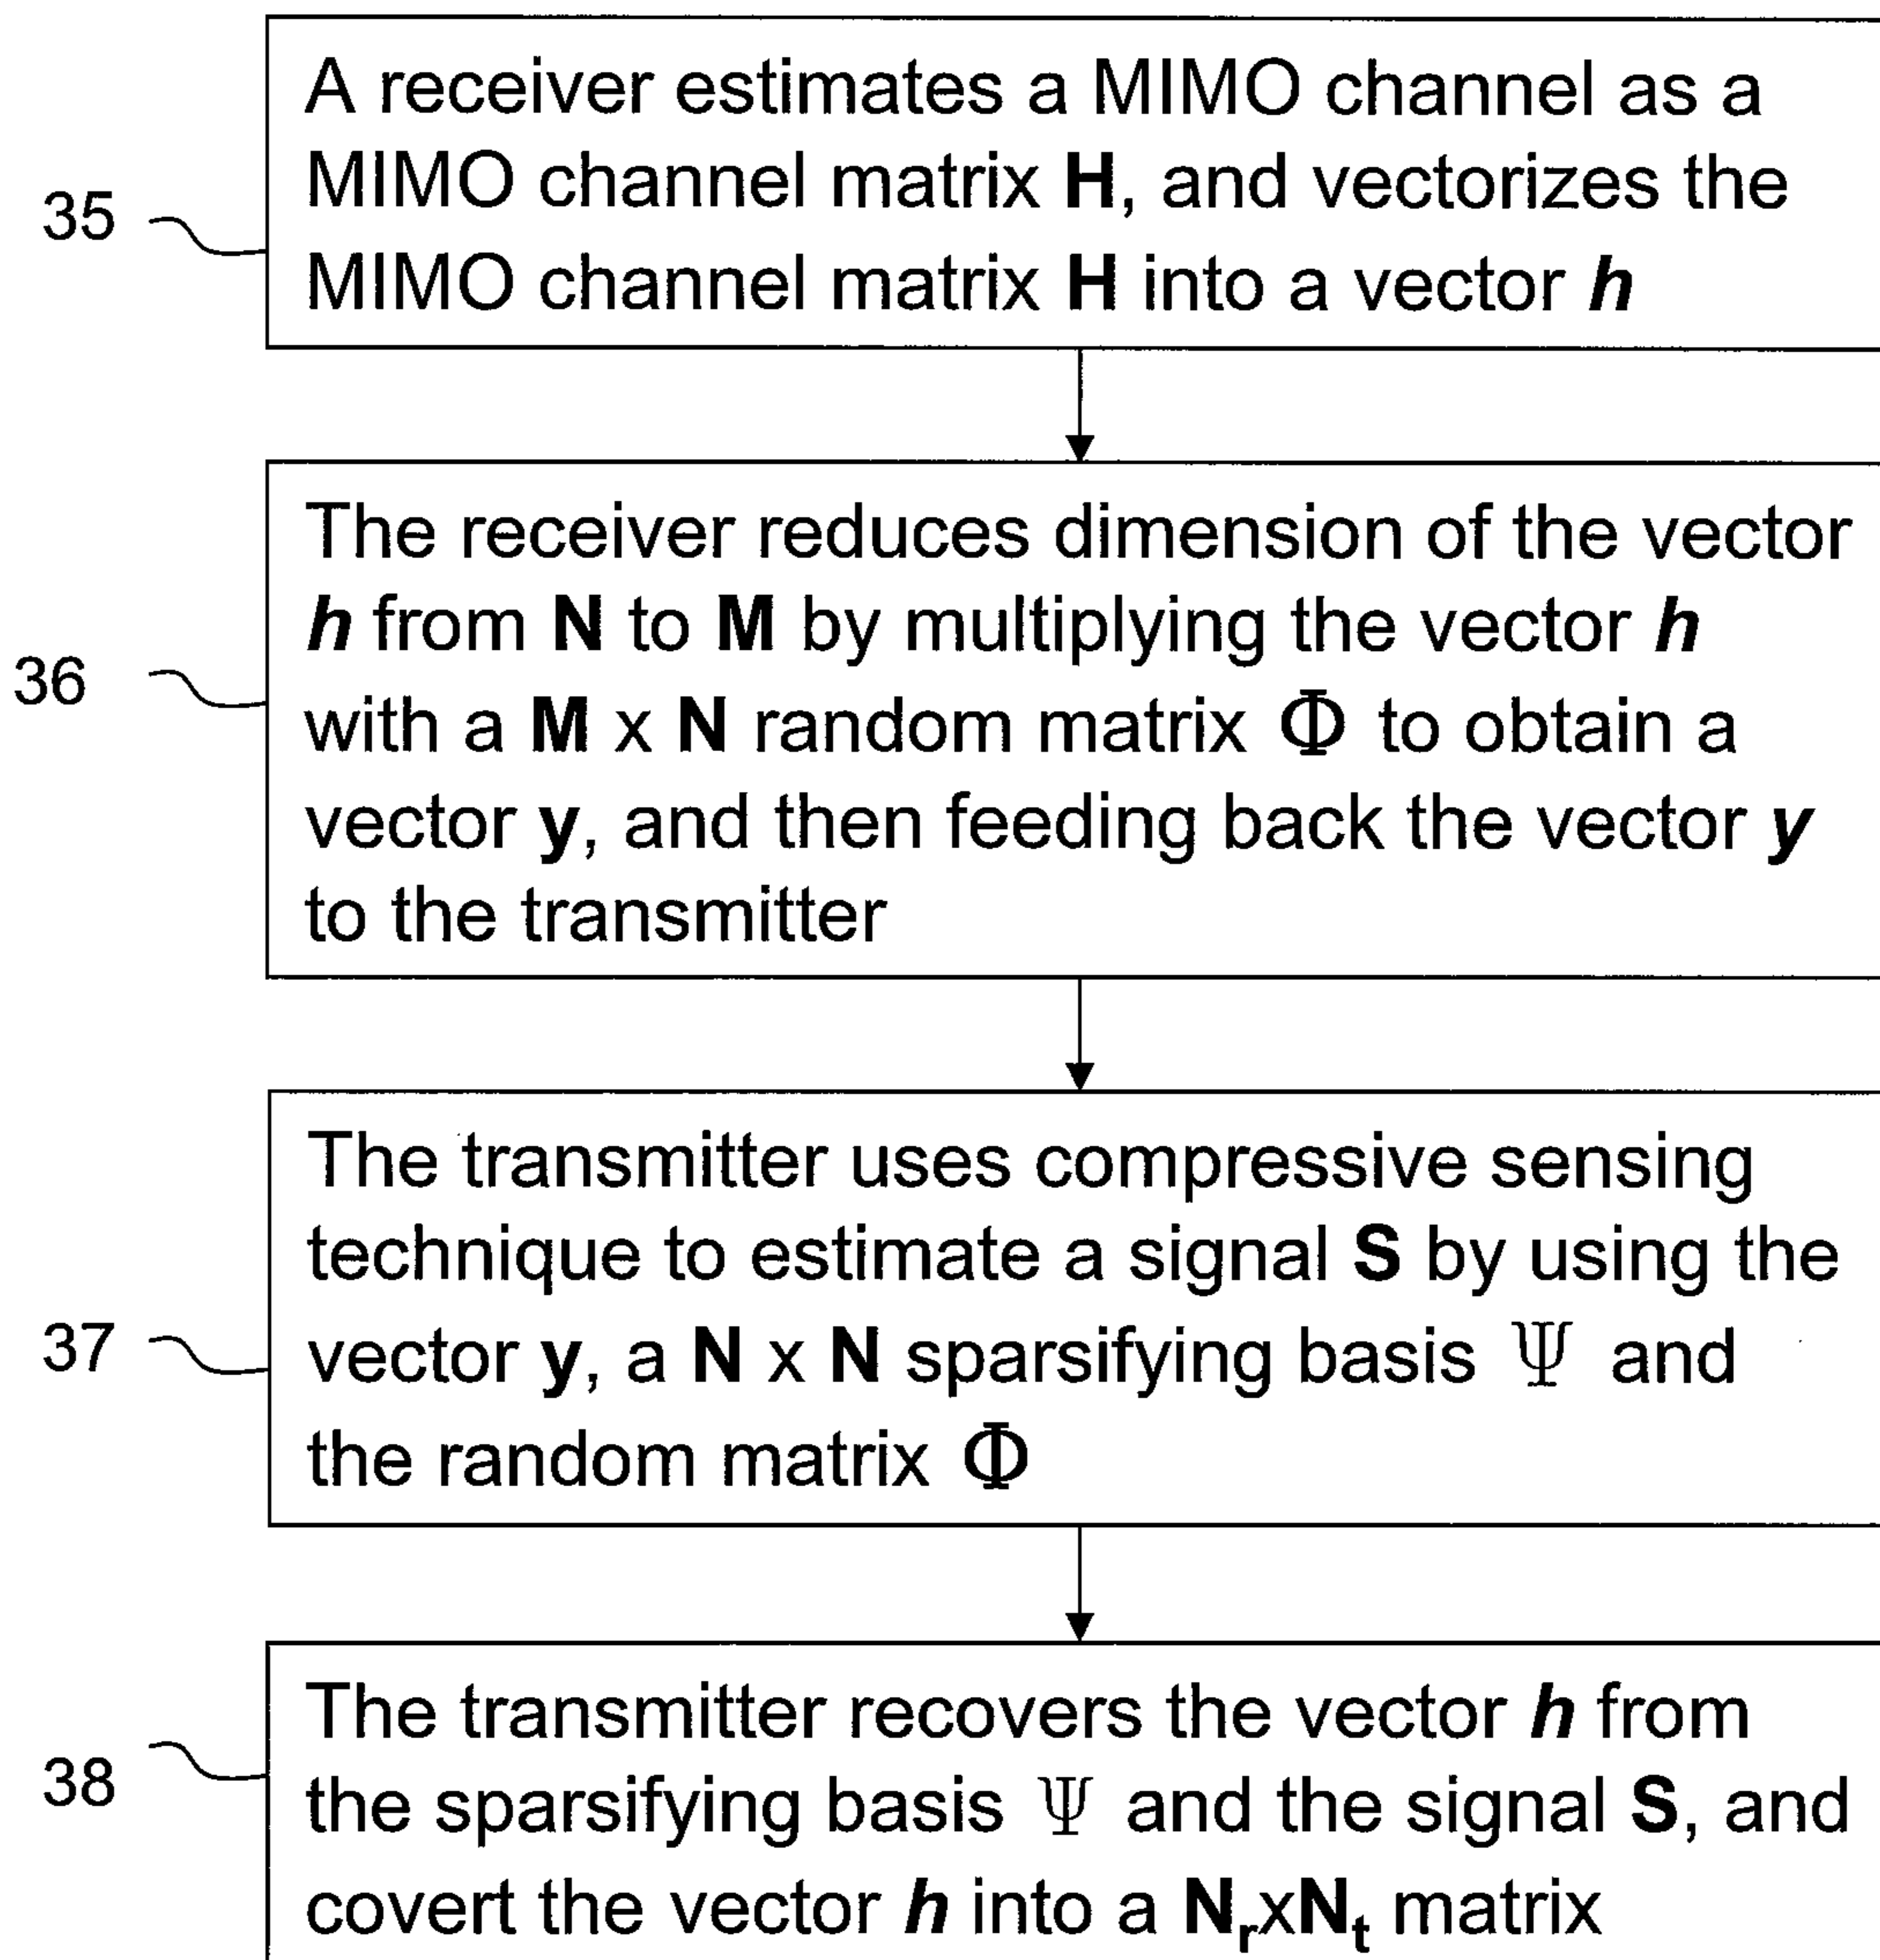 A receiver estimates a MIMO channel as a
MIMO channel matrix H, and vectorizes the
35
MIMO channel matrix H into a vector h
The receiver reduces dimension of the vector
h from N to M by multiplying the vector h
36
with a M x N random matrix Φ to obtain a
vector y, and then feeding back the vector y
to the transmitter
The transmitter uses compressive sensing
technique to estimate a signal S by using the
37
vector y, a N x N sparsifying basis Ψ and
the random matrix Φ
The transmitter recovers the vector h from
38
the sparsifying basis Ψ and the signal S, and
covert the vector h into a NrxNt matrix